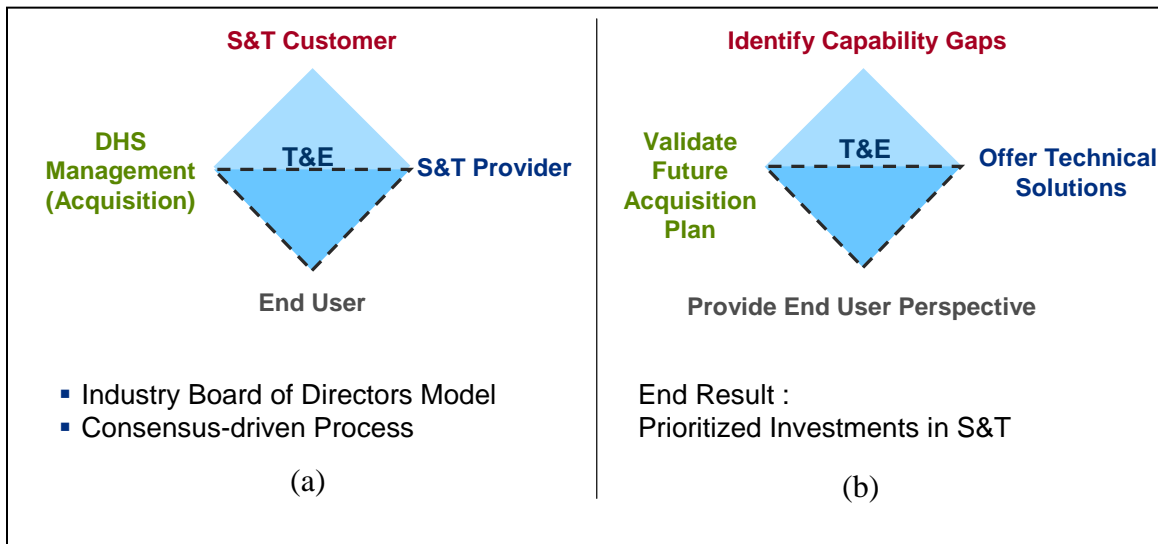 S&T Customer
DHS
Management
(Acquisition)
T&E
S&T Provider
End User
▪ Industry Board of Directors Model
▪ Consensus-driven Process
(a)
Identify Capability Gaps
Validate
Future
Acquisition
Plan
T&E
Offer Technical
Solutions
Provide End User Perspective
End Result :
Prioritized Investments in S&T
(b)